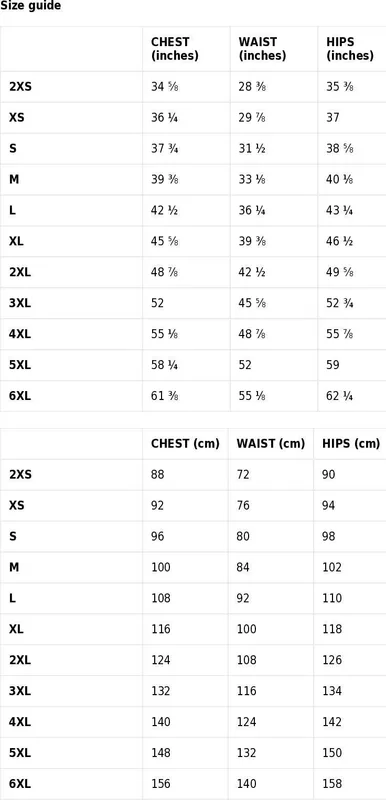 Size guide
CHEST (inches) WAIST (inches) HIPS (inches)
2XS 34 ⅝ 28 ⅜ 35 ⅜
XS 36 ¼ 29 ⅞ 37
S 37 ¾ 31 ½ 38 ⅝
M 39 ⅜ 33 ⅛ 40 ⅛
L 42 ½ 36 ¼ 43 ¼
XL 45 ⅝ 39 ⅜ 46 ½
2XL 48 ⅞ 42 ½ 49 ⅝
3XL 52 45 ⅝ 52 ¾
4XL 55 ⅛ 48 ⅞ 55 ⅞
5XL 58 ¼ 52 59
6XL 61 ⅜ 55 ⅛ 62 ¼
CHEST (cm) WAIST (cm) HIPS (cm)
2XS 88 72 90
XS 92 76 94
S 96 80 98
M 100 84 102
L 108 92 110
XL 116 100 118
2XL 124 108 126
3XL 132 116 134
4XL 140 124 142
5XL 148 132 150
6XL 156 140 158